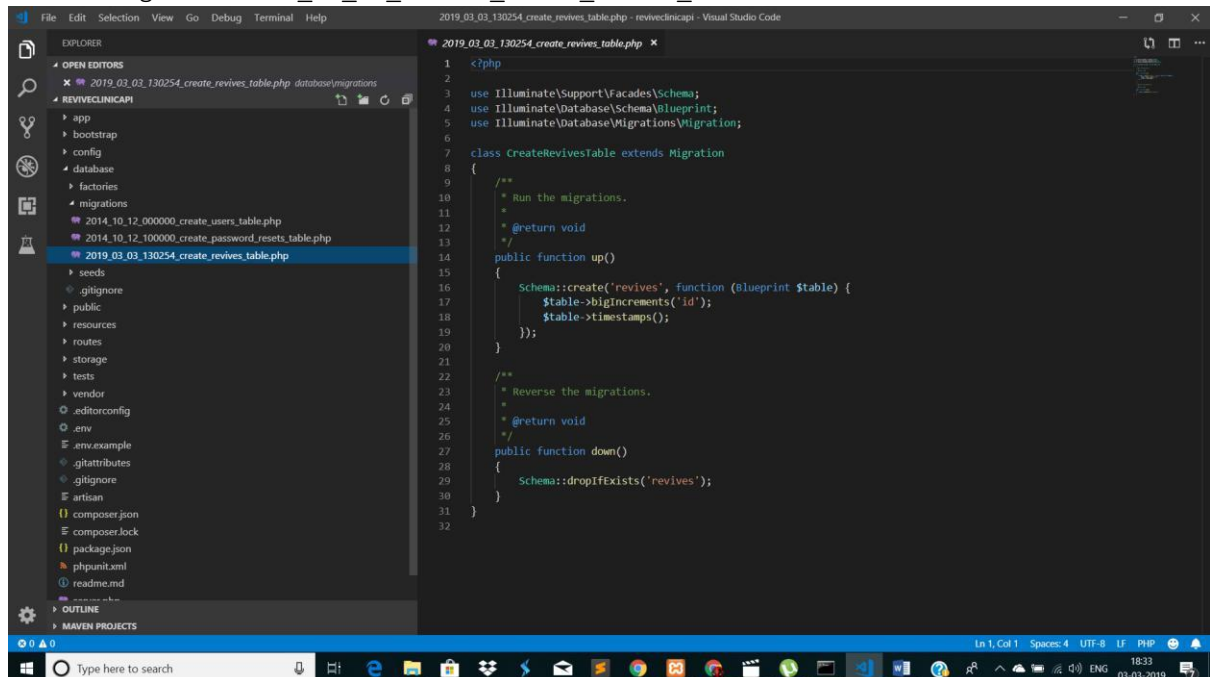 File Edit Selection View Go Debug Terminal Help
2019_03_03_130254_create_revives_table.php - reviveclinicapi - Visual Studio Code
EXPLORER
OPEN EDITORS
2019_03_03_130254_create_revives_table.php database\migrations
REVIVECLINICAPI
app
bootstrap
config
database
factories
migrations
2014_10_12_000000_create_users_table.php
2014_10_12_100000_create_password_resets_table.php
2019_03_03_130254_create_revives_table.php
seeds
.gitignore
public
resources
routes
storage
tests
vendor
.editorconfig
.env
.env.example
.gitattributes
.gitignore
artisan
composer.json
composer.lock
package.json
phpunit.xml
readme.md
OUTLINE
MAVEN PROJECTS
2019_03_03_130254_create_revives_table.php
1 <?php
2
3 use Illuminate\Support\Facades\Schema;
4 use Illuminate\Database\Schema\Blueprint;
5 use Illuminate\Database\Migrations\Migration;
6
7 class CreateRevivesTable extends Migration
8 {
9 /**
10 * Run the migrations.
11 *
12 * @return void
13 */
14 public function up()
15 {
16 Schema::create('revives', function (Blueprint $table) {
17 $table->bigIncrements('id');
18 $table->timestamps();
19 });
20 }
21
22 /**
23 * Reverse the migrations.
24 *
25 * @return void
26 */
27 public function down()
28 {
29 Schema::dropIfExists('revives');
30 }
31 }
32
0 0
Ln 1, Col 1 Spaces: 4 UTF-8 LF PHP
Type here to search
ENG
18:33
03-03-2019